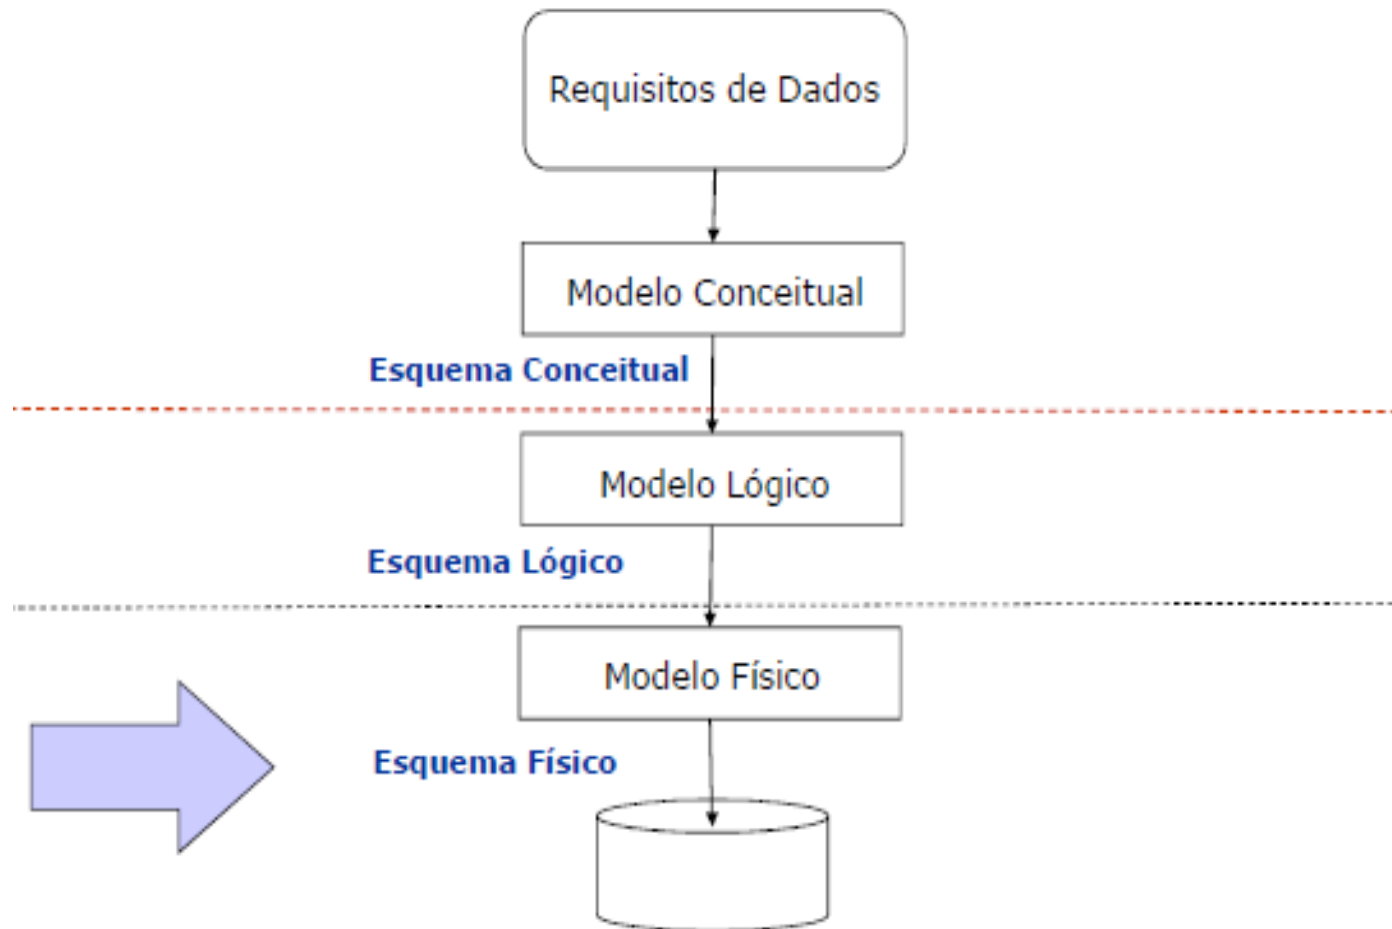 Requisitos de Dados
Modelo Conceitual
Esquema Conceitual
Modelo Lógico
Esquema Lógico
Modelo Físico
Esquema Físico